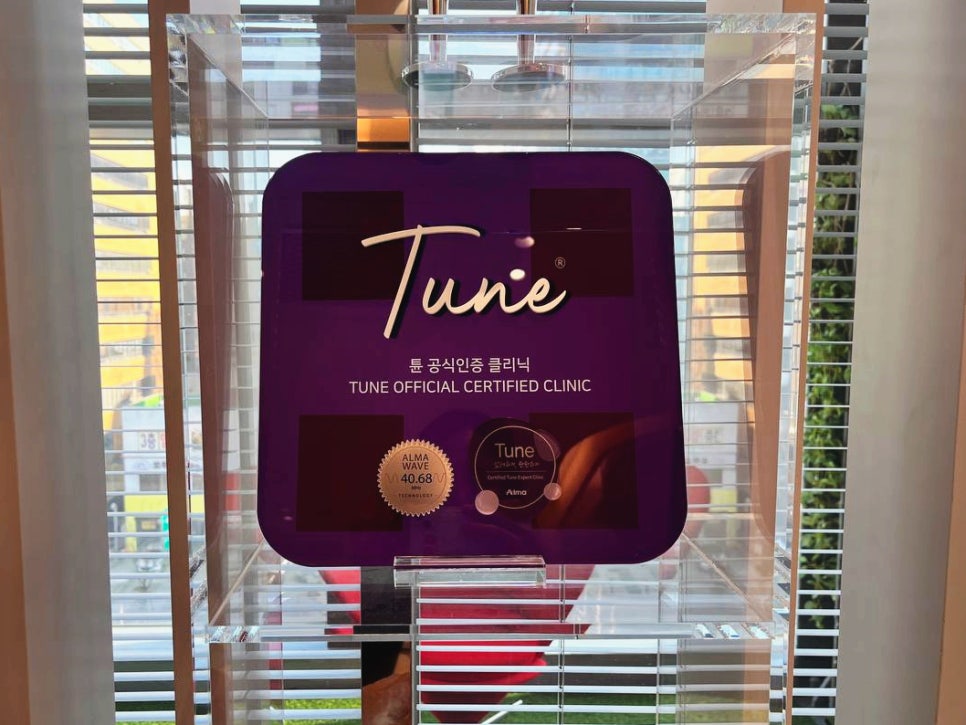 Tune®
튠 공식인증 클리닉
TUNE OFFICIAL CERTIFIED CLINIC
ALMA
WAVE
40.68
MHz
TECHNOLOGY
Tune
Certified Tune Expert Clinic
Alma